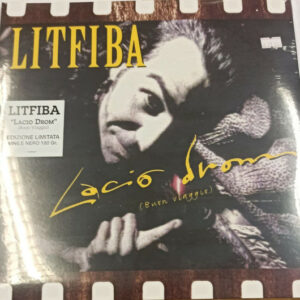 LITFIBA
LITFIBA
"LACIO DROM"
(Buon Viaggio)
EDIZIONE LIMITATA
VINILE NERO 180 Gr.
Lacio drom
(Buon viaggio)